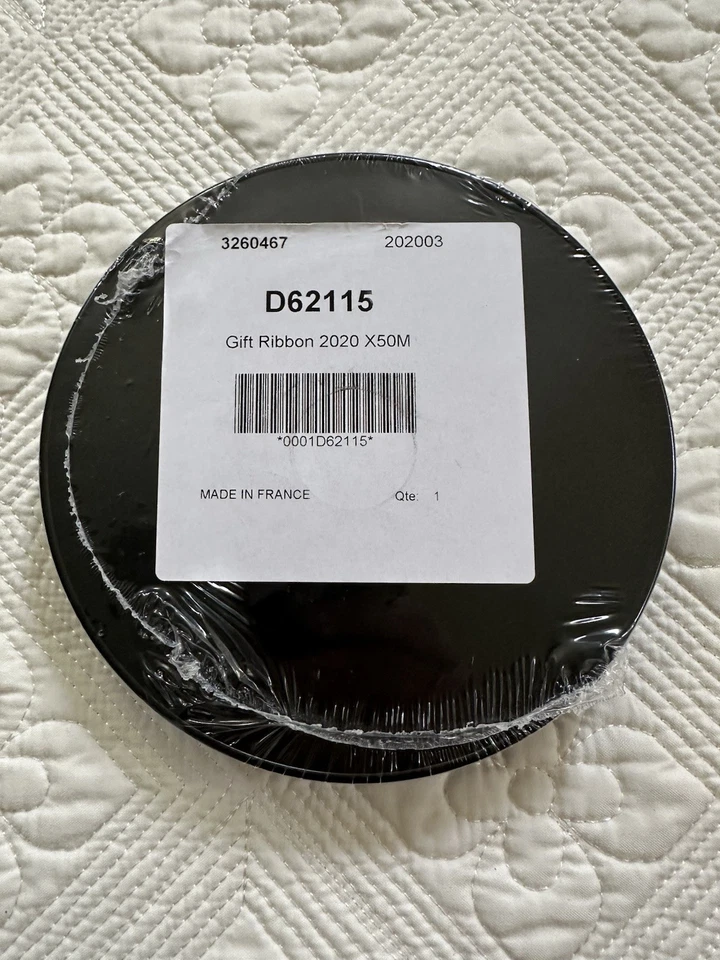 3260467 202003
D62115
Gift Ribbon 2020 X50M
*0001D62115*
MADE IN FRANCE Qte: 1